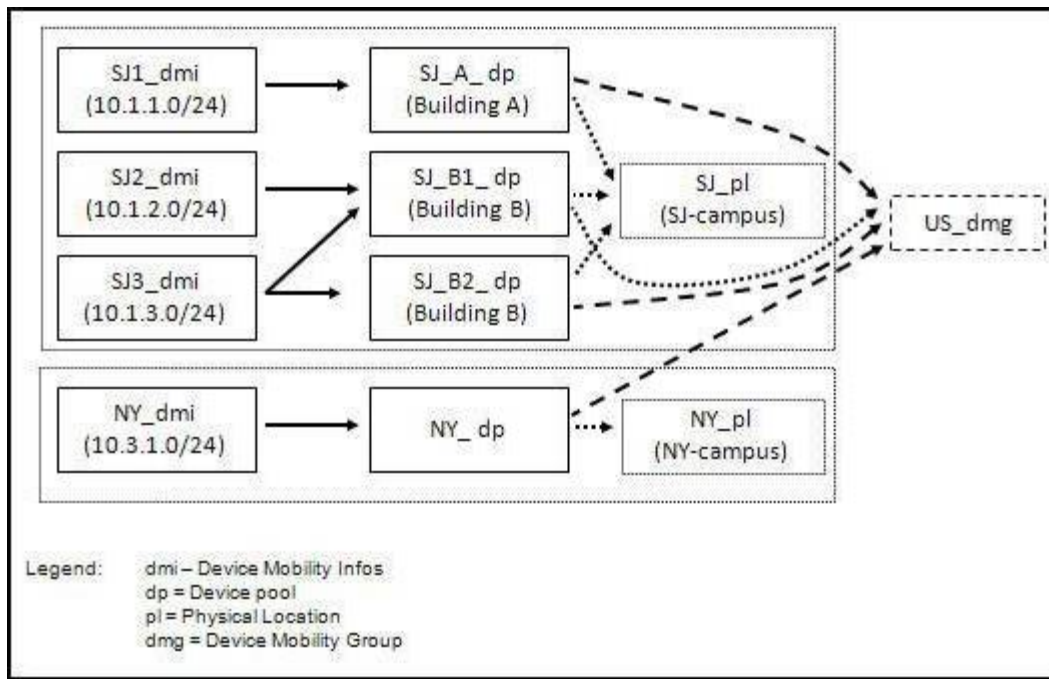 SJ1_dmi
(10.1.1.0/24)
SJ_A_ dp
(Building A)
SJ2_dmi
(10.1.2.0/24)
SJ_B1_ dp
(Building B)
SJ_pl
(SJ-campus)
US_dmg
SJ3_dmi
(10.1.3.0/24)
SJ_B2_ dp
(Building B)
NY_dmi
(10.3.1.0/24)
NY_ dp
NY_pl
(NY-campus)
Legend: dmi – Device Mobility Infos
dp = Device pool
pl = Physical Location
dmg = Device Mobility Group